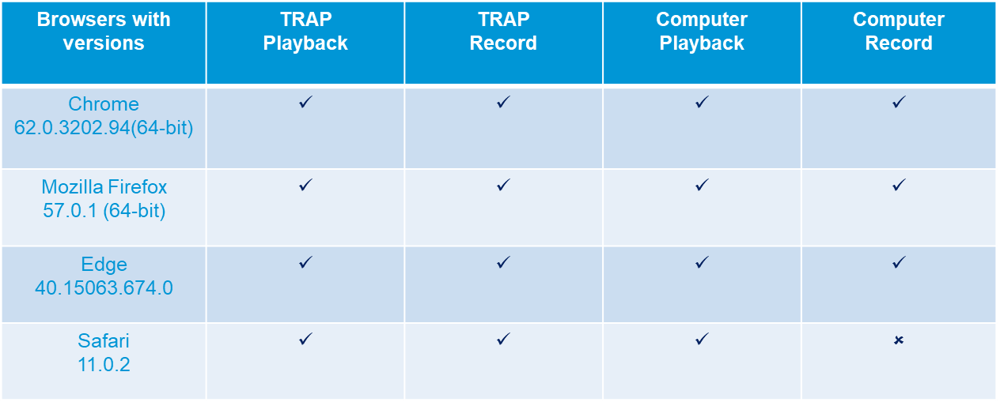 Browsers with versions TRAP Playback TRAP Record Computer Playback Computer Record
Chrome 62.0.3202.94(64-bit) ✓ ✓ ✓ ✓
Mozilla Firefox 57.0.1 (64-bit) ✓ ✓ ✓ ✓
Edge 40.15063.674.0 ✓ ✓ ✓ ✓
Safari 11.0.2 ✓ ✓ ✓ ×